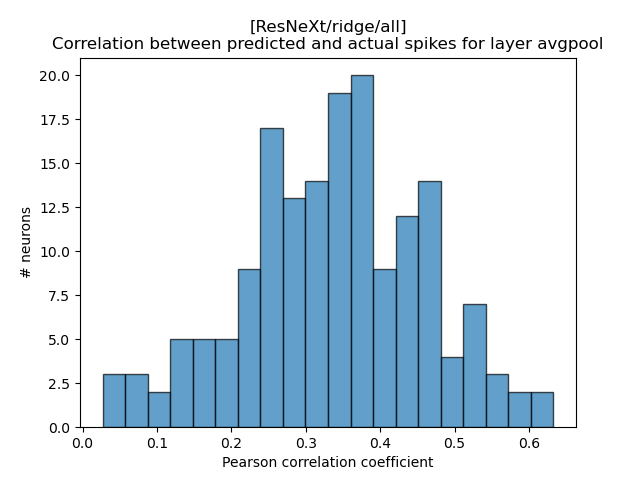 [ResNeXt/ridge/all]
Correlation between predicted and actual spikes for layer avgpool
20.0
17.5
15.0
12.5
10.0
7.5
5.0
2.5
0.0
# neurons
0.0 0.1 0.2 0.3 0.4 0.5 0.6
Pearson correlation coefficient